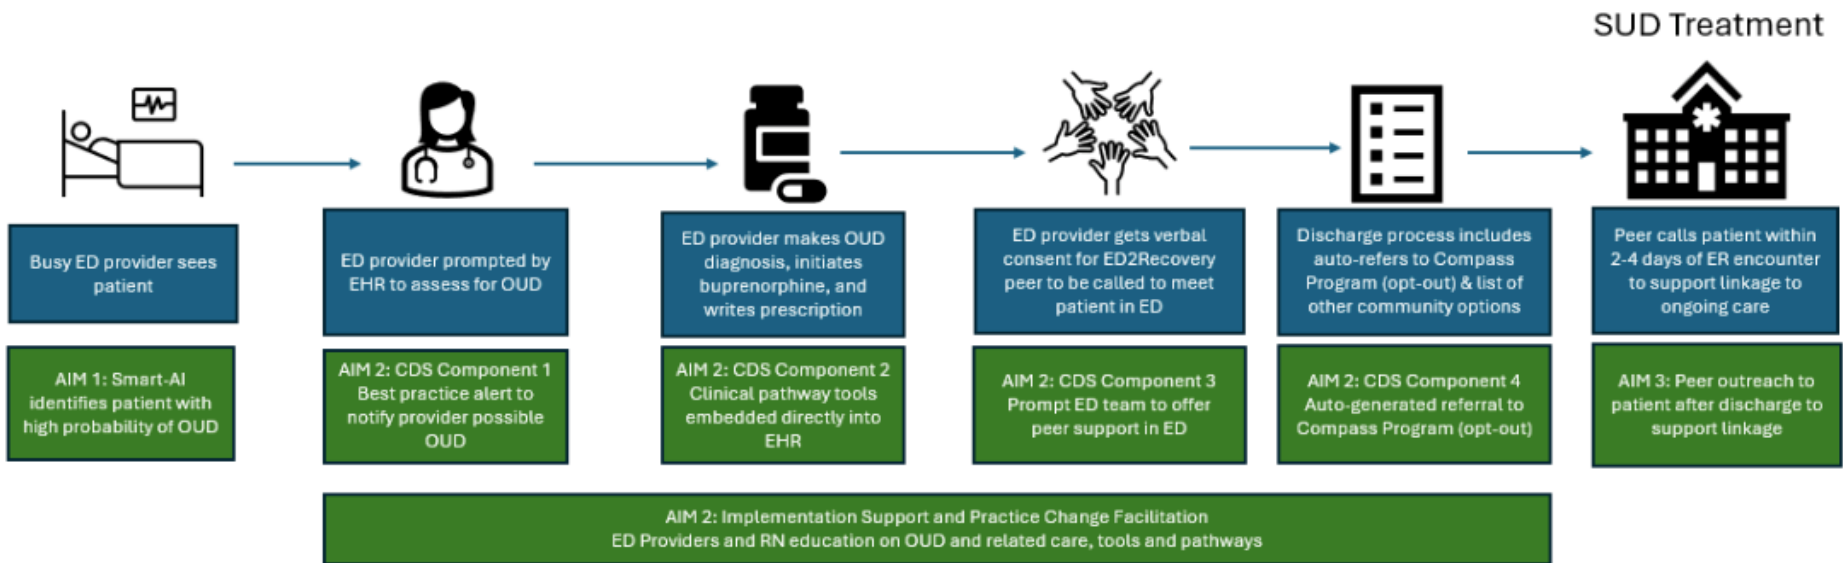 SUD Treatment
Busy ED provider sees
patient
ED provider prompted by
EHR to assess for OUD
ED provider makes OUD
diagnosis, initiates
buprenorphine, and
writes prescription
ED provider gets verbal
consent for ED2Recovery
peer to be called to meet
patient in ED
Discharge process includes
auto-refers to Compass
Program (opt-out) & list of
other community options
Peer calls patient within
2-4 days of ER encounter
to support linkage to
ongoing care
AIM 1: Smart-AI
identifies patient with
high probability of OUD
AIM 2: CDS Component 1
Best practice alert to
notify provider possible
OUD
AIM 2: CDS Component 2
Clinical pathway tools
embedded directly into
EHR
AIM 2: CDS Component 3
Prompt ED team to offer
peer support in ED
AIM 2: CDS Component 4
Auto-generated referral to
Compass Program (opt-out)
AIM 3: Peer outreach to
patient after discharge to
support linkage
AIM 2: Implementation Support and Practice Change Facilitation
ED Providers and RN education on OUD and related care, tools and pathways